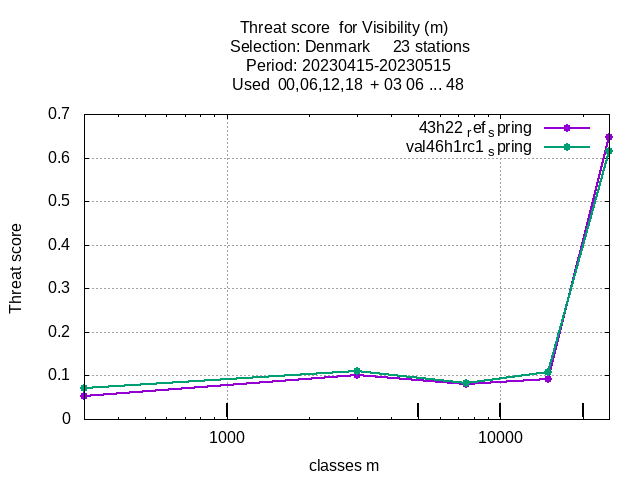 Threat score  for Visibility (m)
Selection: Denmark     23 stations
Period: 20230415-20230515
Used  00,06,12,18  + 03 06 ... 48
43h22 ref spring
val46h1rc1 spring
0.7
0.6
0.5
0.4
0.3
0.2
0.1
0
Threat score
1000 10000
classes m